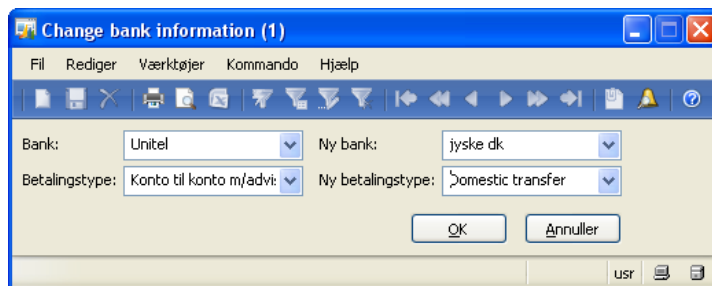 Change bank information (1)
Fil Rediger Værktøjer Kommando Hjælp
Bank: Unitel Ny bank: jyske dk
Betalingstype: Konto til konto m/advi: Ny betalingstype: Domestic transfer
OK Annuller
usr